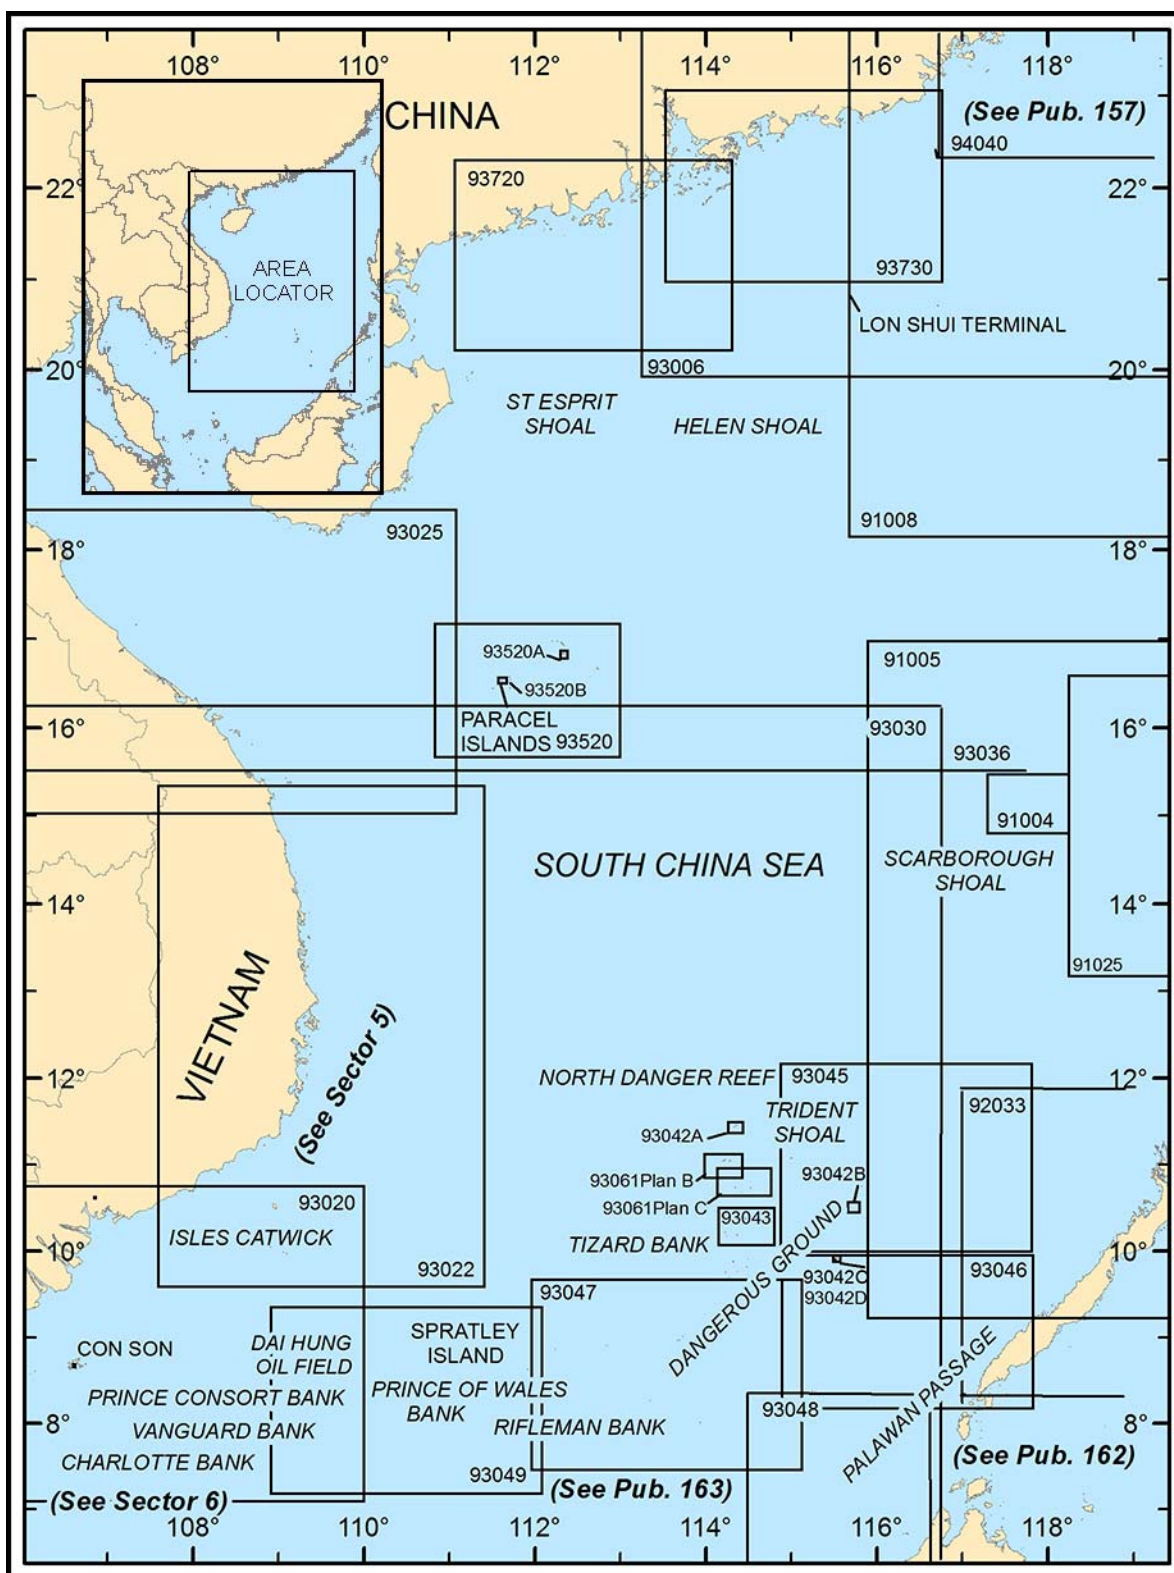 108°
110°
112°
114°
116°
118°
CHINA
(See Pub. 157)
94040
93720
22°
22°
AREA
LOCATOR
93730
LON SHUI TERMINAL
93006
20°
20°
ST ESPRIT
SHOAL
HELEN SHOAL
91008
93025
18°
18°
93520A
91005
93520B
PARACEL
ISLANDS
93520
16°
93030
16°
93036
91004
SOUTH CHINA SEA
SCARBOROUGH
SHOAL
14°
14°
91025
VIETNAM
(See Sector 5)
12°
NORTH DANGER REEF
93045
12°
92033
TRIDENT
SHOAL
93042A
93061Plan B
93042B
93061Plan C
93020
93043
ISLES CATWICK
TIZARD BANK
10°
10°
93022
93046
93042C
93042D
DANGEROUS GROUND
93047
CON SON
DAI HUNG
OIL FIELD
SPRATLEY
ISLAND
PRINCE CONSORT BANK
PRINCE OF WALES
BANK
93048
PALAWAN PASSAGE
8°
8°
VANGUARD BANK
RIFLEMAN BANK
CHARLOTTE BANK
93049
(See Pub. 162)
(See Sector 6)
(See Pub. 163)
108°
110°
112°
114°
116°
118°